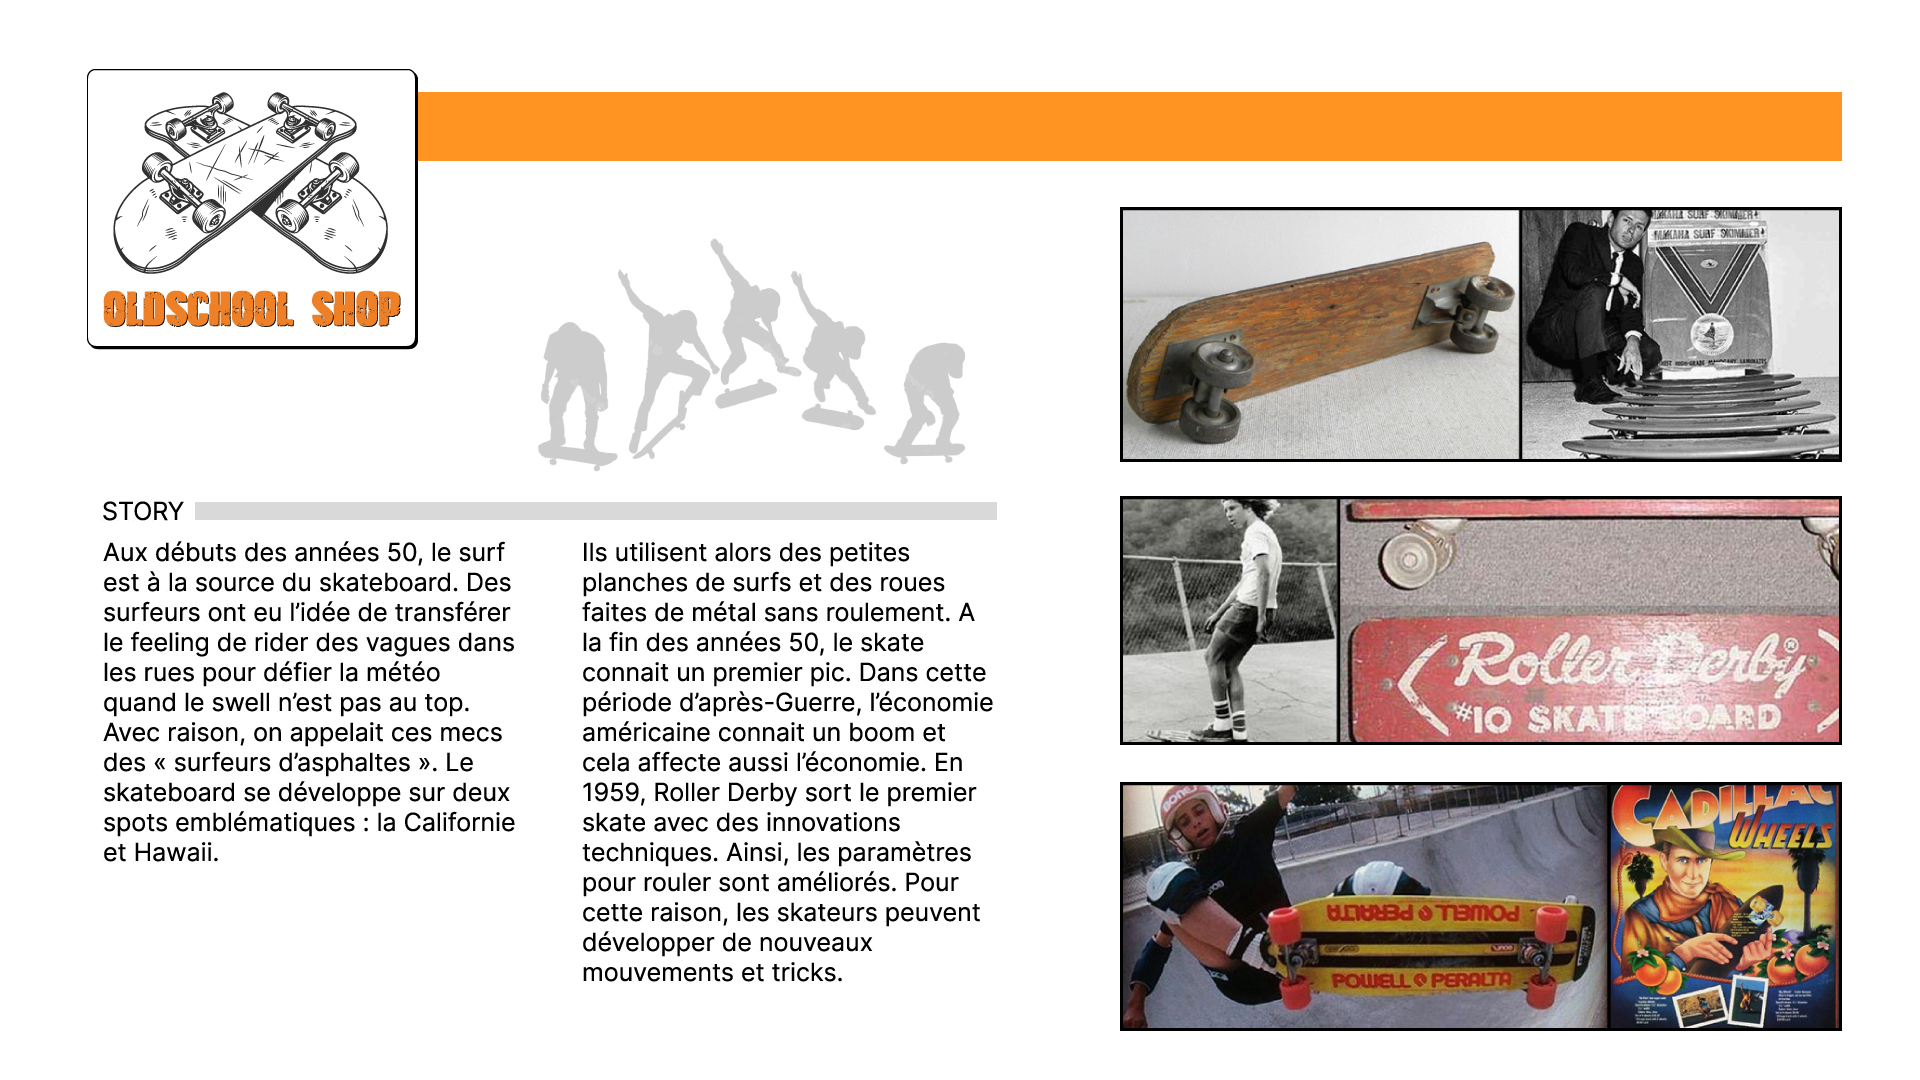 OLDSCHOOL SHOP
STORY
Aux débuts des années 50, le surf
est à la source du skateboard. Des
surfeurs ont eu l’idée de transférer
le feeling de rider des vagues dans
les rues pour défier la météo
quand le swell n’est pas au top.
Avec raison, on appelait ces mecs
des « surfeurs d’asphaltes ». Le
skateboard se développe sur deux
spots emblématiques : la Californie
et Hawaii.
Ils utilisent alors des petites
planches de surfs et des roues
faites de métal sans roulement. A
la fin des années 50, le skate
connait un premier pic. Dans cette
période d’après-Guerre, l’économie
américaine connait un boom et
cela affecte aussi l’économie. En
1959, Roller Derby sort le premier
skate avec des innovations
techniques. Ainsi, les paramètres
pour rouler sont améliorés. Pour
cette raison, les skateurs peuvent
développer de nouveaux
mouvements et tricks.
MAKAHA SURF SKIMMER
MAKAHA SURF SKIMMER
Roller Derby®
#10 SKATEBOARD
POWELL PERALTA
POWELL PERALTA
CADILLAC
WHEELS